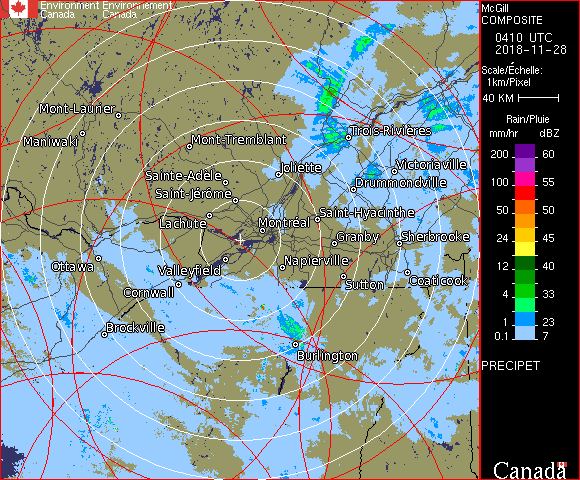 Environment Environnement
Canada Canada
McGill
COMPOSITE
0410 UTC
2018-11-28
Scale/Échelle:
1km/Pixel
40 KM
Rain/Pluie
mm/hr dBZ
200 60
100 55
50 50
24 45
12 40
4 33
1 23
0.1 7
PRECIPET
Canada
Mont-Laurier
Maniwaki
Mont-Tremblant
Trois-Rivières
Joliette
Victoriaville
Sainte-Adèle
Drummondville
Saint-Jérôme
Lachute
Saint-Hyacinthe
Montréal
Granby
Sherbrooke
Ottawa
Valleyfield
Napierville
Coaticook
Sutton
Cornwall
Brockville
Burlington